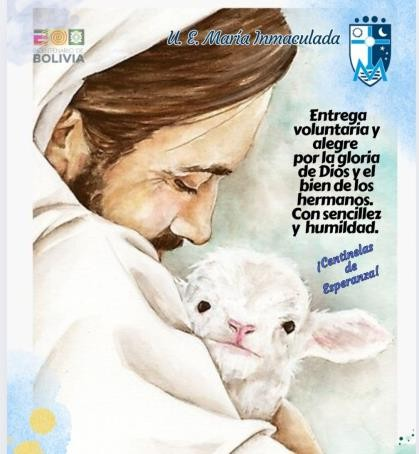 BICENTENARIO DE
BOLIVIA
U. E. María Inmaculada
Entrega
voluntaria y
alegre
por la gloria
de Dios y el
bien de los
hermanos.
Con sencillez
y humildad.
¡Centinelas
de
Esperanza!